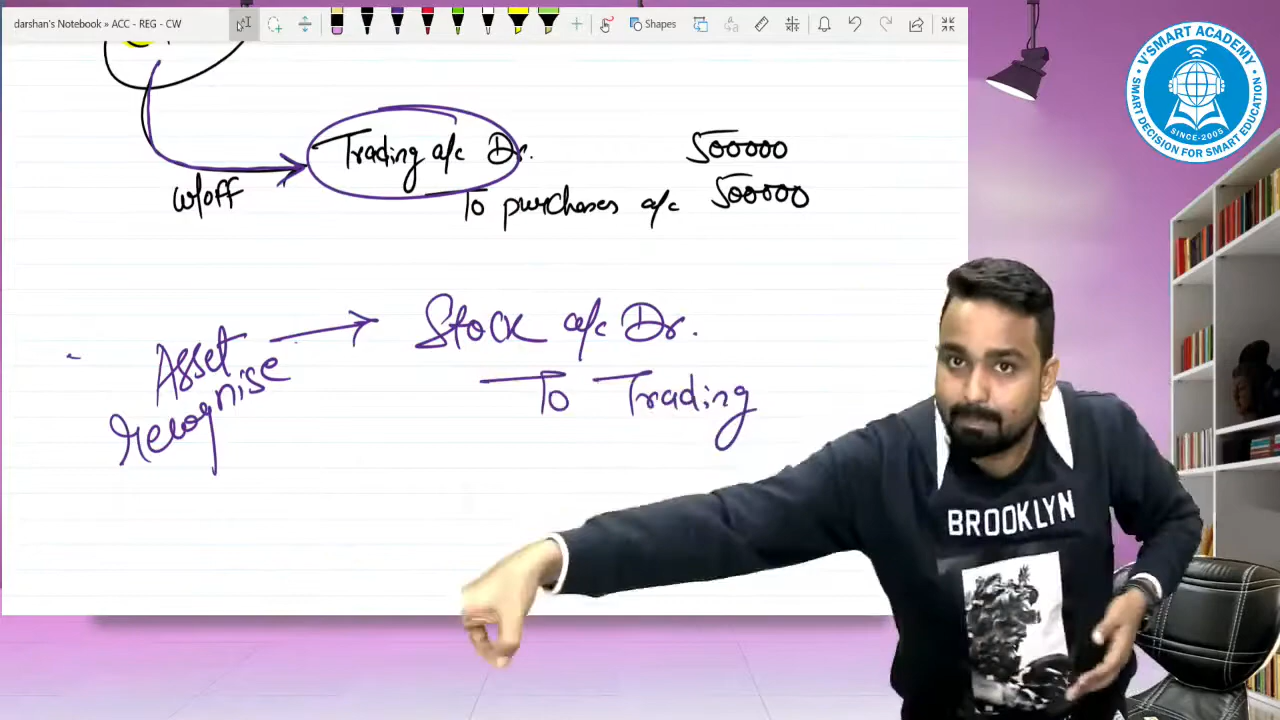 darshan's Notebook » ACC - REG - CW
Shapes
Trading a/c Dr. 500000
w/off
To purchases a/c 500000
Asset recognise
Stock a/c Dr.
To Trading
BROOKLYN
V'SMART ACADEMY
SINCE-2005
SMART DECISION FOR SMART EDUCATION